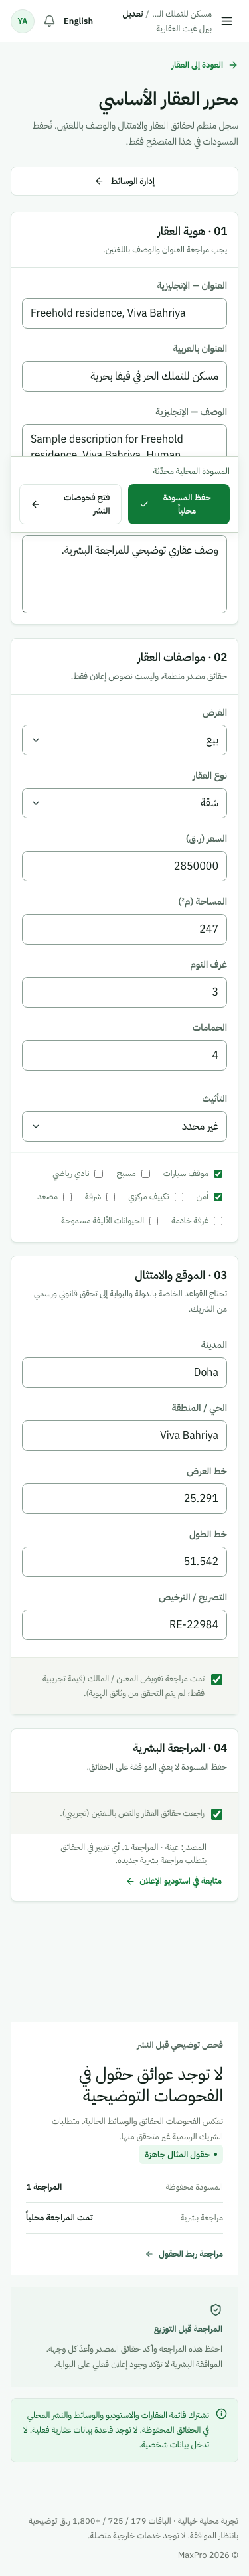 مسكن للتملك الـ... / تعديل
بيرل غيت العقارية
English
YA
العودة إلى العقار
محرر العقار الأساسي
سجل منظم لحقائق العقار والامتثال والوصف باللغتين. تُحفظ
المسودات في هذا المتصفح فقط.
إدارة الوسائط
01 · هوية العقار
يجب مراجعة العنوان والوصف باللغتين.
العنوان — الإنجليزية
Freehold residence, Viva Bahriya
العنوان بالعربية
مسكن للتملك الحر في فيفا بحرية
الوصف — الإنجليزية
Sample description for Freehold
residence, Viva Bahriya. Human
المسودة المحلية محدّثة
حفظ المسودة
محلياً
فتح فحوصات
النشر
وصف عقاري توضيحي للمراجعة البشرية.
02 · مواصفات العقار
حقائق مصدر منظمة، وليست نصوص إعلان فقط.
الغرض
بيع
نوع العقار
شقة
السعر (ر.ق)
2850000
المساحة (م²)
247
غرف النوم
3
الحمامات
4
التأثيث
غير محدد
موقف سيارات
مسبح
نادي رياضي
أمن
تكييف مركزي
شرفة
مصعد
غرفة خادمة
الحيوانات الأليفة مسموحة
03 · الموقع والامتثال
تحتاج القواعد الخاصة بالدولة والبوابة إلى تحقق قانوني ورسمي
من الشريك.
المدينة
Doha
الحي / المنطقة
Viva Bahriya
خط العرض
25.291
خط الطول
51.542
التصريح / الترخيص
RE-22984
تمت مراجعة تفويض المعلن / المالك (قيمة تجريبية
فقط؛ لم يتم التحقق من وثائق الهوية).
04 · المراجعة البشرية
حفظ المسودة لا يعني الموافقة على الحقائق.
راجعت حقائق العقار والنص باللغتين (تجريبي).
المصدر: عينة · المراجعة 1. أي تغيير في الحقائق
يتطلب مراجعة بشرية جديدة.
متابعة في استوديو الإعلان
فحص توضيحي قبل النشر
لا توجد عوائق حقول في
الفحوصات التوضيحية
تعكس الفحوصات الحقائق والوسائط الحالية. متطلبات
الشريك الرسمية غير متحقق منها.
• حقول المثال جاهزة
المسودة محفوظة
المراجعة 1
مراجعة بشرية
تمت المراجعة محلياً
مراجعة ربط الحقول
المراجعة قبل التوزيع
احفظ هذه المراجعة وأكد حقائق المصدر وأعدّ كل وجهة.
الموافقة البشرية لا تؤكد وجود إعلان فعلي على البوابة.
تشترك قائمة العقارات والاستوديو والوسائط والنشر المحلي
في الحقائق المحفوظة. لا توجد قاعدة بيانات عقارية فعلية. لا
تدخل بيانات شخصية.
تجربة محلية خيالية · الباقات 179 / 725 / 1,800+ ر.ق توضيحية
بانتظار الموافقة. لا توجد خدمات خارجية متصلة.
© 2026 MaxPro